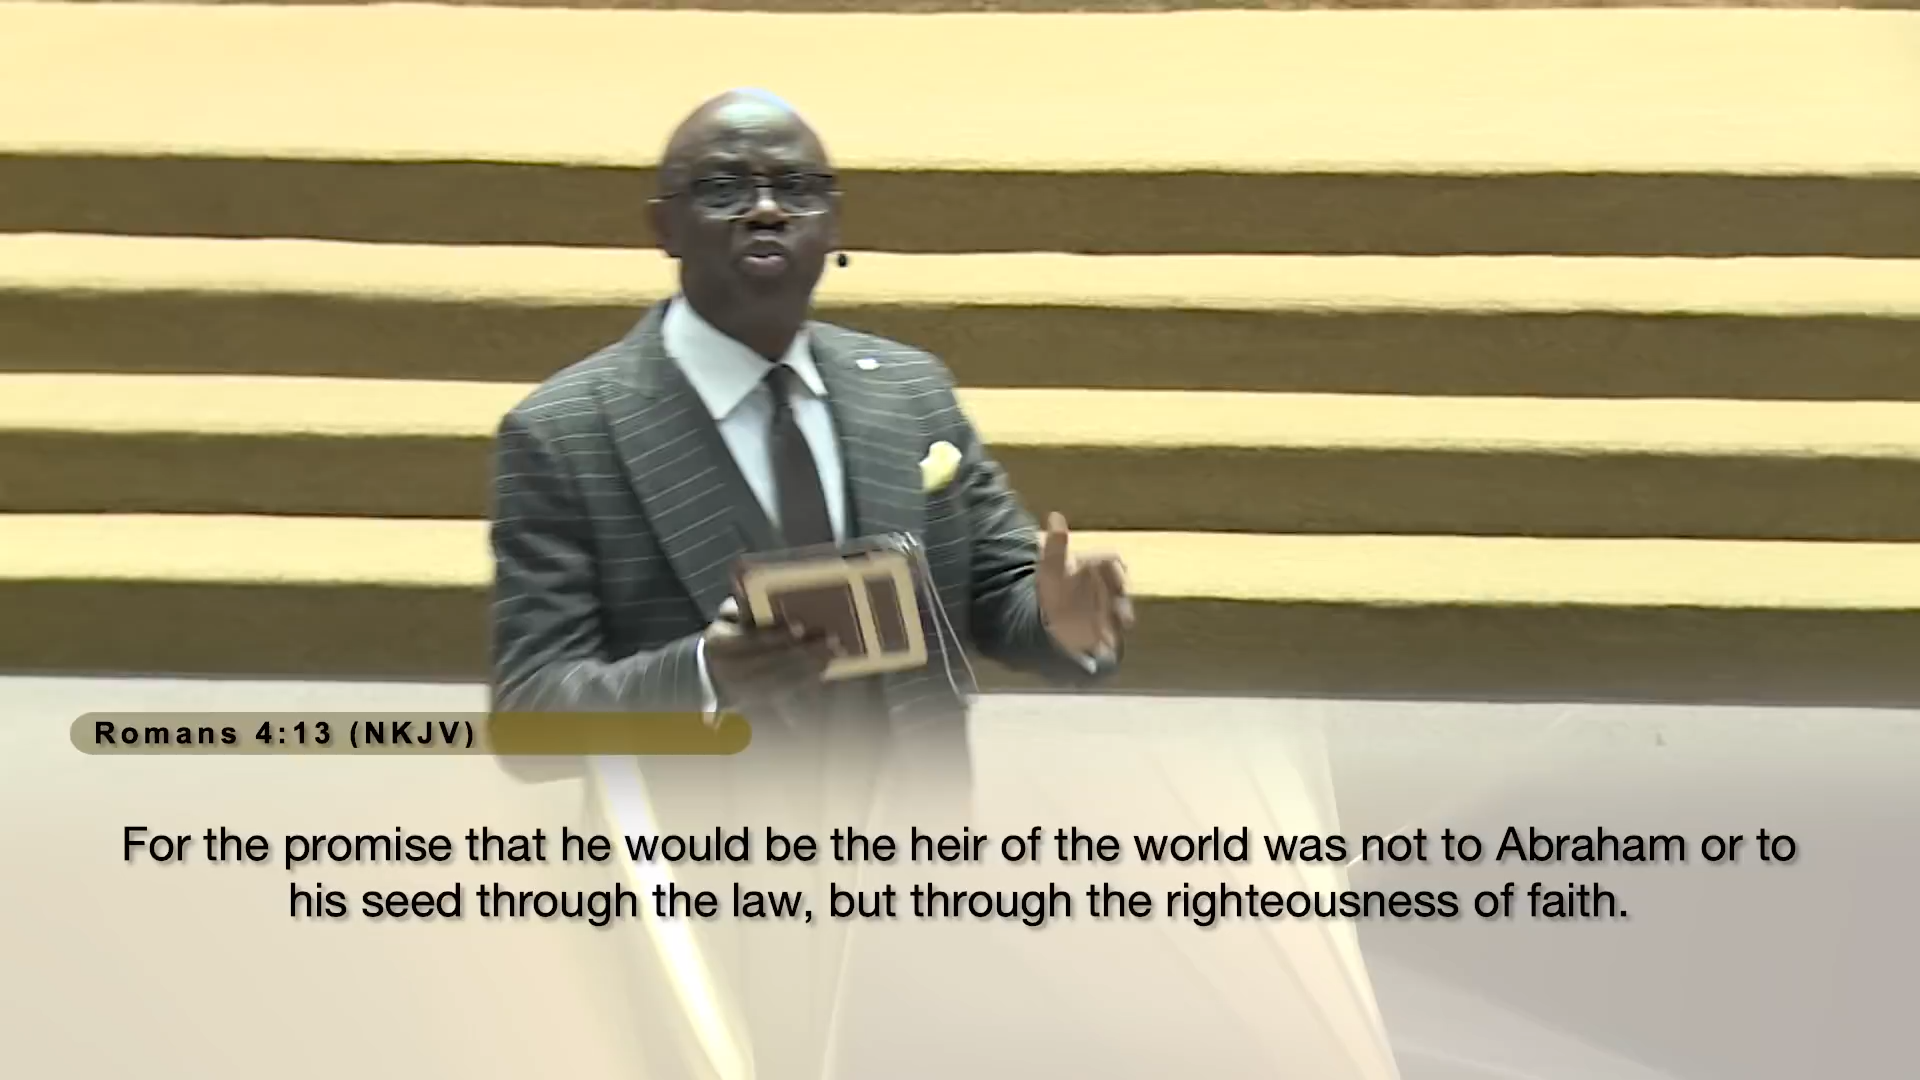 Romans 4:13 (NKJV)
For the promise that he would be the heir of the world was not to Abraham or to
his seed through the law, but through the righteousness of faith.